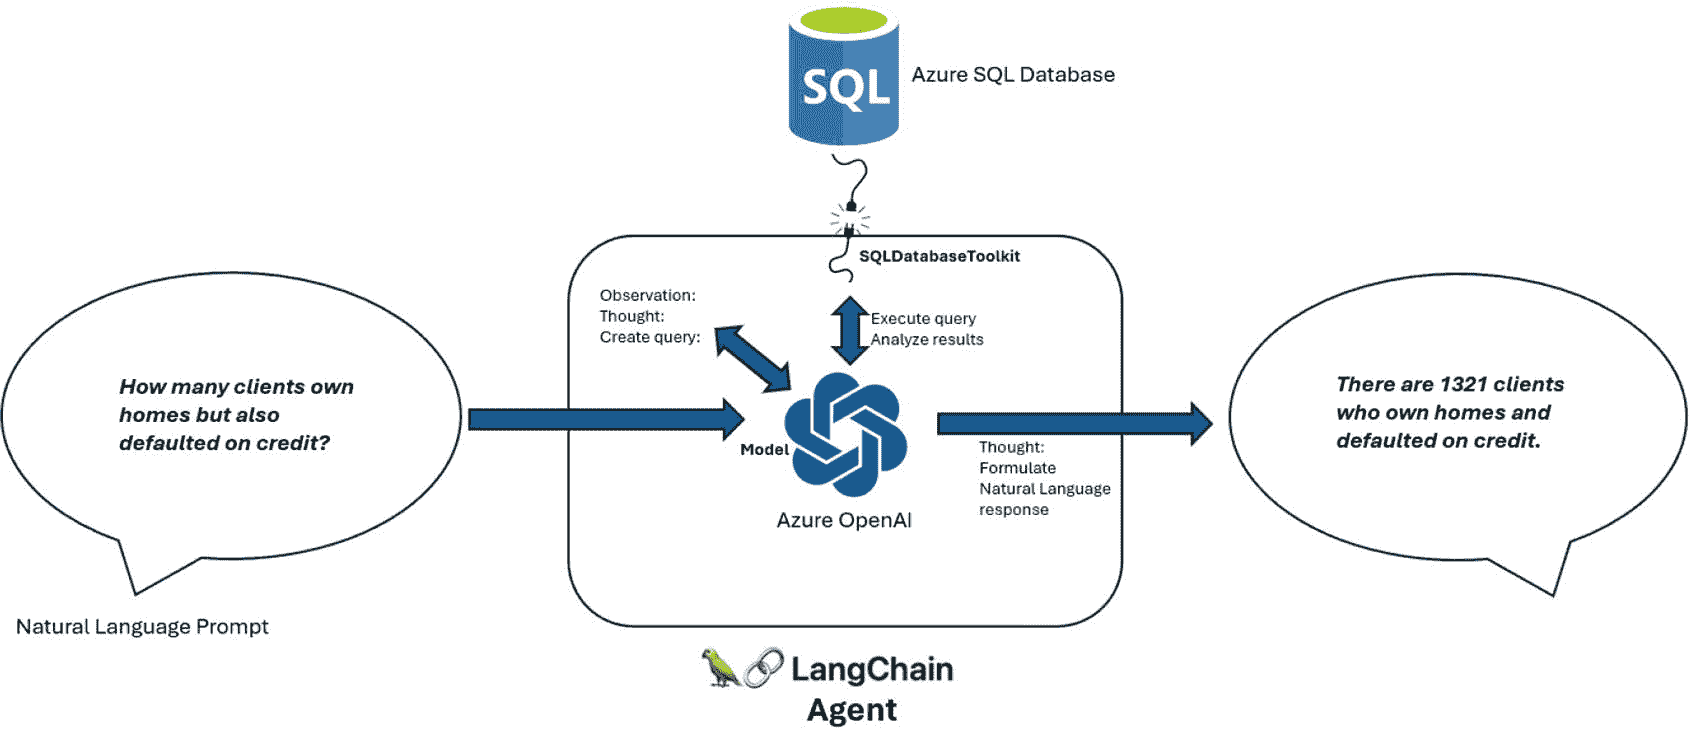 SQL
Azure SQL Database
SQLDatabaseToolkit
Observation:
Thought:
Create query:
Execute query
Analyze results
How many clients own
homes but also
defaulted on credit?
Natural Language Prompt
Model
Azure OpenAI
Thought:
Formulate
Natural Language
response
There are 1321 clients
who own homes and
defaulted on credit.
LangChain
Agent